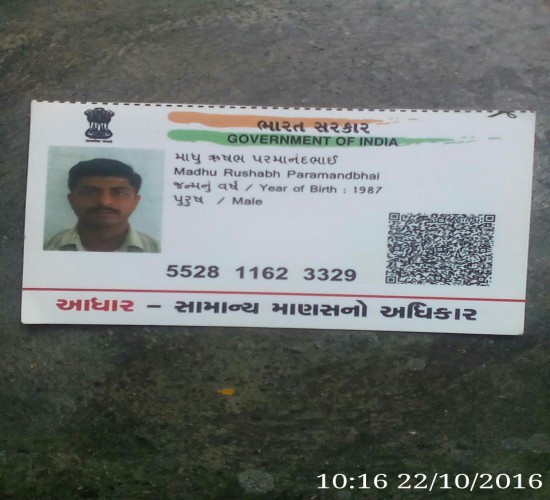 ભારત સરકાર
GOVERNMENT OF INDIA
માધુ ઋષભ પરમાનંદભાઈ
Madhu Rushabh Paramandbhai
જન્મનું વર્ષ / Year of Birth : 1987
પુરુષ / Male
5528 1162 3329
આધાર – સામાન્ય માણસનો અધિકાર
10:16 22/10/2016